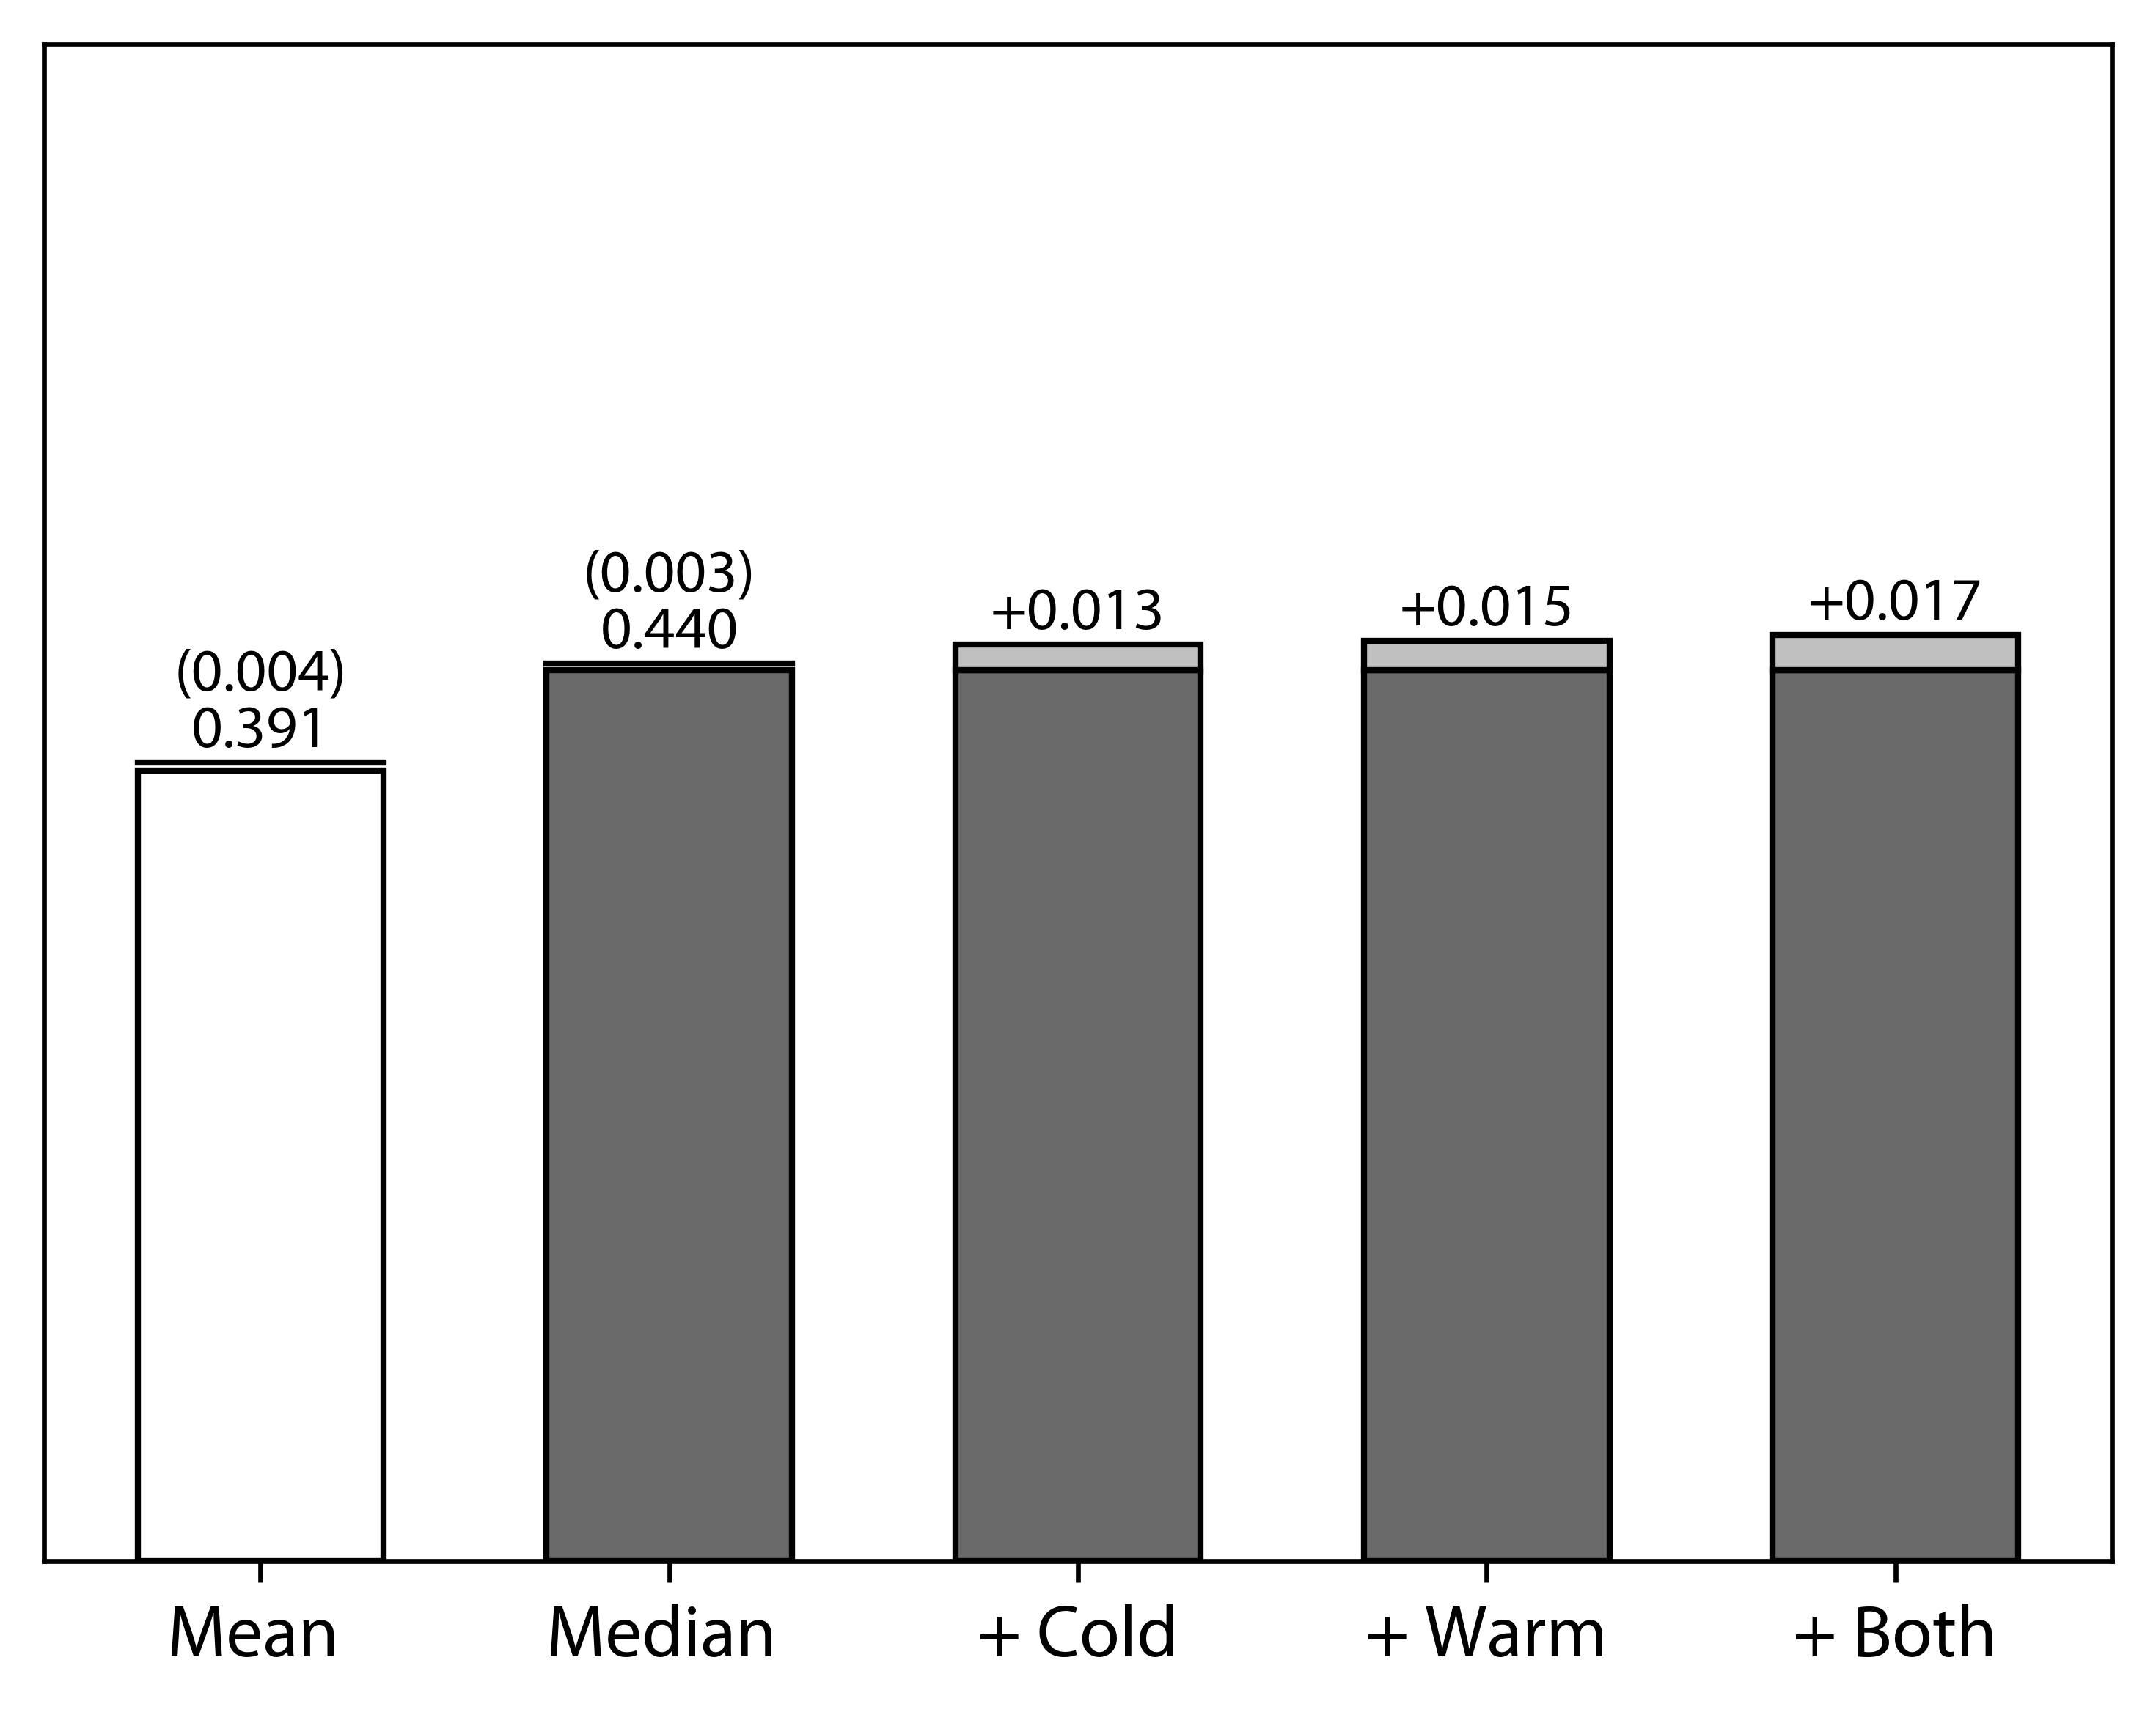 (0.004)
0.391
(0.003)
0.440
+0.013
+0.015
+0.017
Mean
Median
+ Cold
+ Warm
+ Both